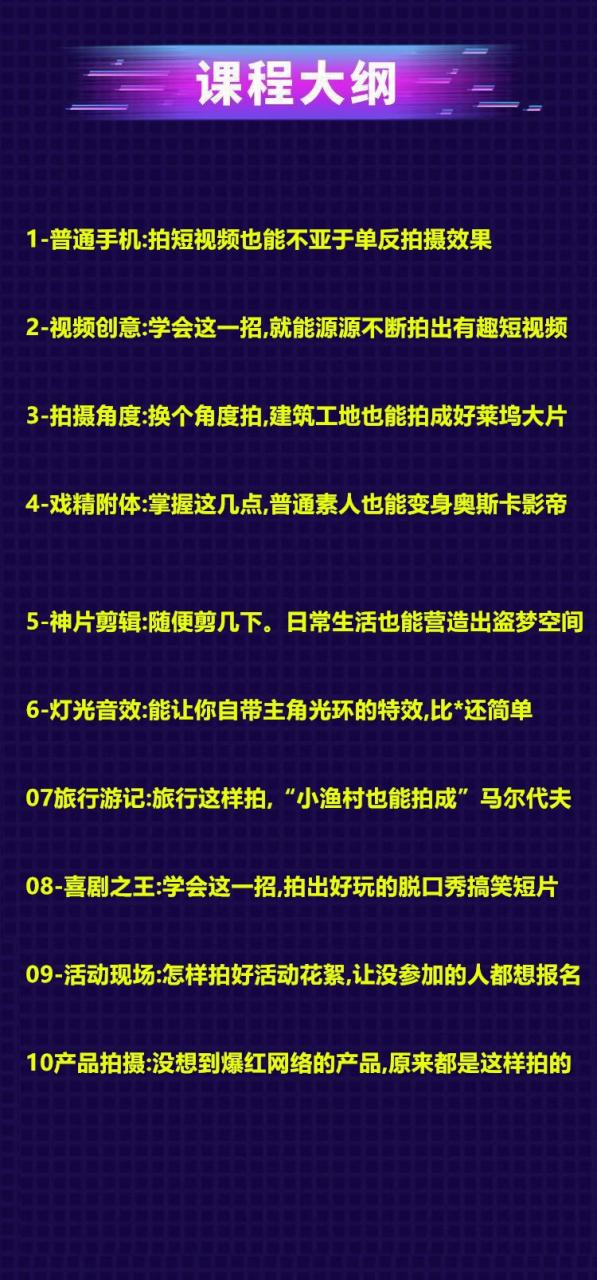 课程大纲
1-普通手机:拍短视频也能不亚于单反拍摄效果
2-视频创意:学会这一招,就能源源不断拍出有趣短视频
3-拍摄角度:换个角度拍,建筑工地也能拍成好莱坞大片
4-戏精附体:掌握这几点,普通素人也能变身奥斯卡影帝
5-神片剪辑:随便剪几下。日常生活也能营造出盗梦空间
6-灯光音效:能让你自带主角光环的特效,比*还简单
07旅行游记:旅行这样拍,“小渔村也能拍成”马尔代夫
08-喜剧之王:学会这一招,拍出好玩的脱口秀搞笑短片
09-活动现场:怎样拍好活动花絮,让没参加的人都想报名
10产品拍摄:没想到爆红网络的产品,原来都是这样拍的